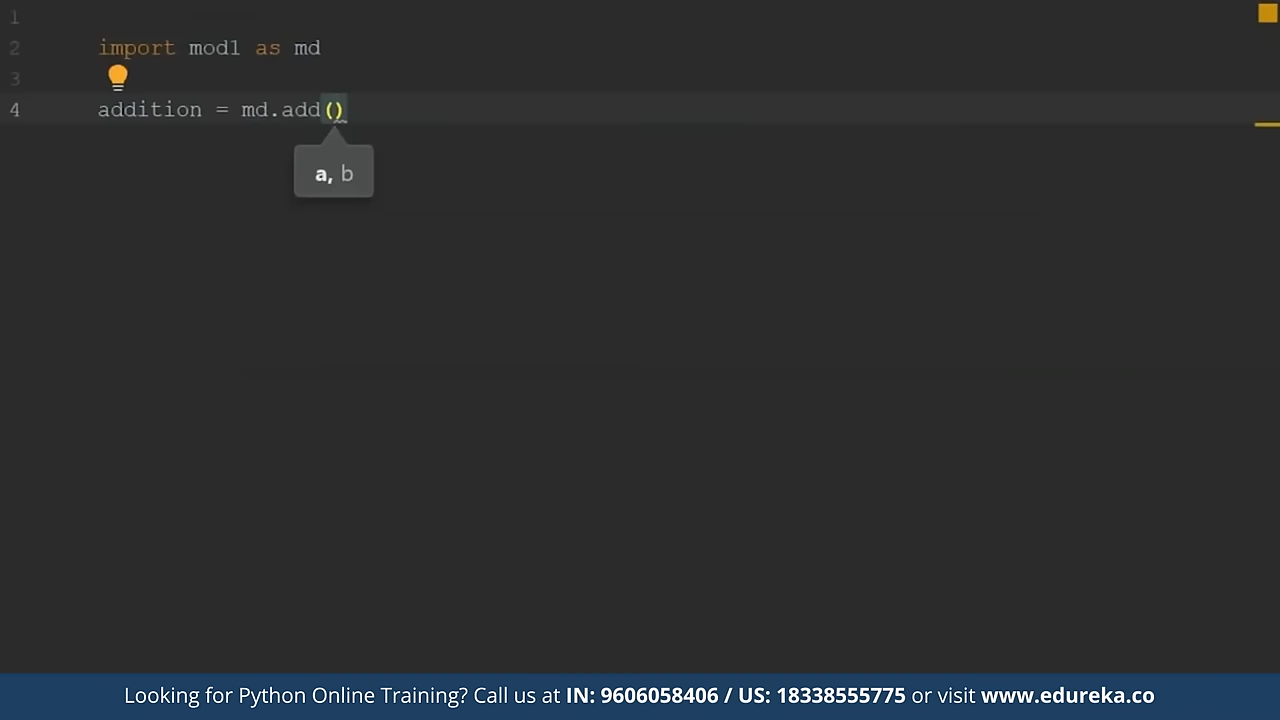 1
2 import mod1 as md
3
4 addition = md.add()
a, b
Looking for Python Online Training? Call us at IN: 9606058406 / US: 18338555775 or visit www.edureka.co